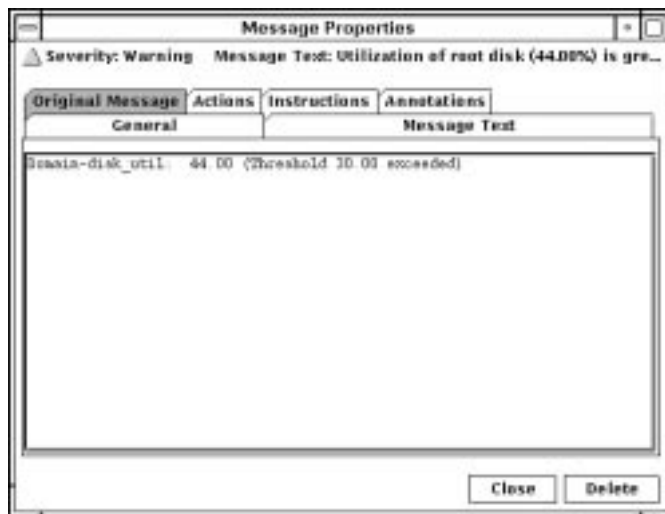 Message Properties
Severity: Warning Message Text: Utilization of root disk (44.00%) is gre...
Original Message Actions Instructions Annotations
General Message Text
Domain-disk_util: 44.00 (Threshold 30.00 exceeded)
Close Delete